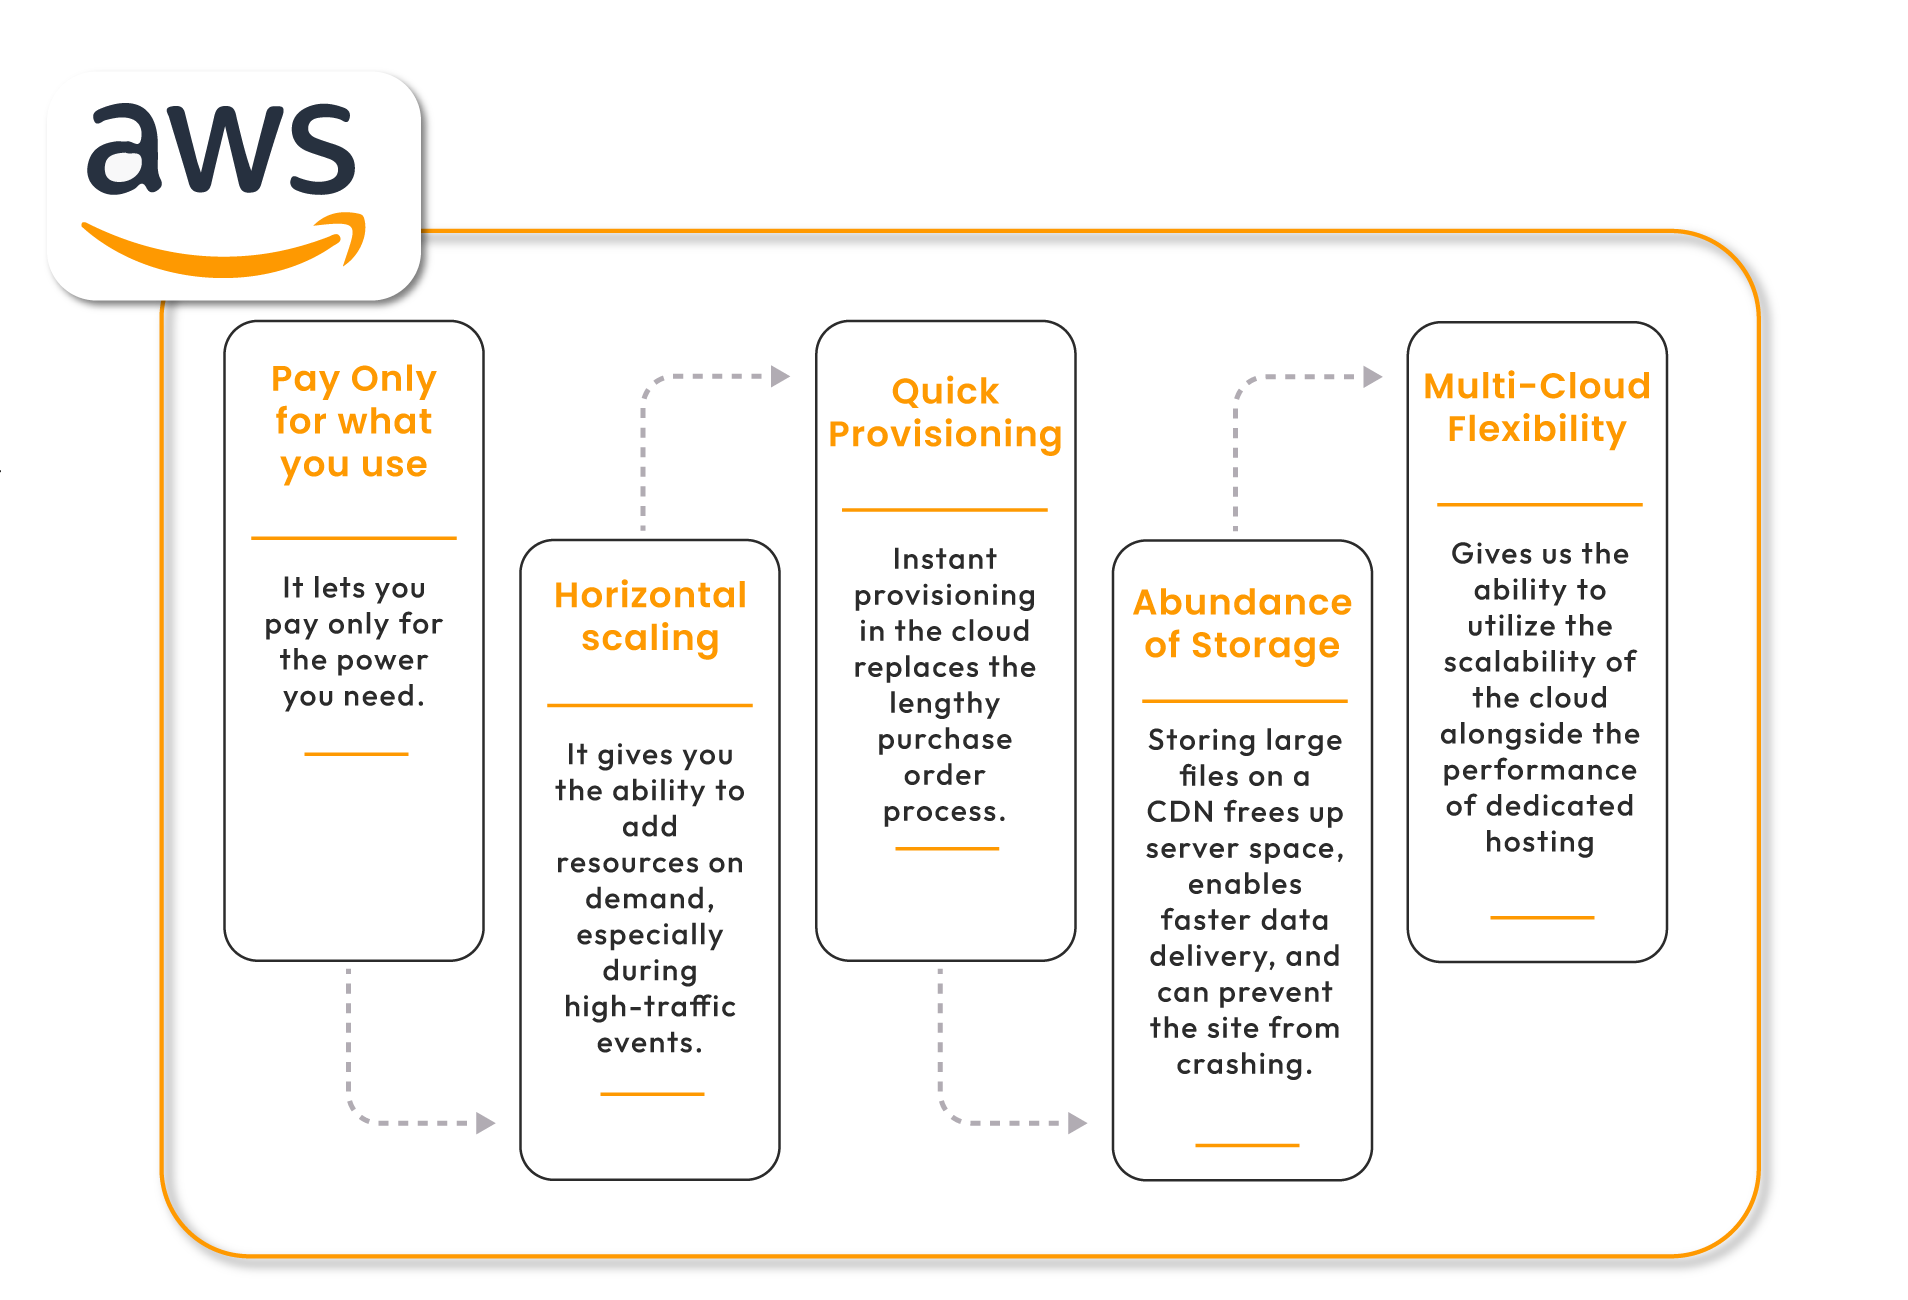 aws
Pay Only
for what
you use
It lets you
pay only for
the power
you need.
Horizontal
scaling
It gives you
the ability to
add
resources on
demand,
especially
during
high-traffic
events.
Quick
Provisioning
Instant
provisioning
in the cloud
replaces the
lengthy
purchase
order
process.
Abundance
of Storage
Storing large
files on a
CDN frees up
server space,
enables
faster data
delivery, and
can prevent
the site from
crashing.
Multi-Cloud
Flexibility
Gives us the
ability to
utilize the
scalability of
the cloud
alongside the
performance
of dedicated
hosting